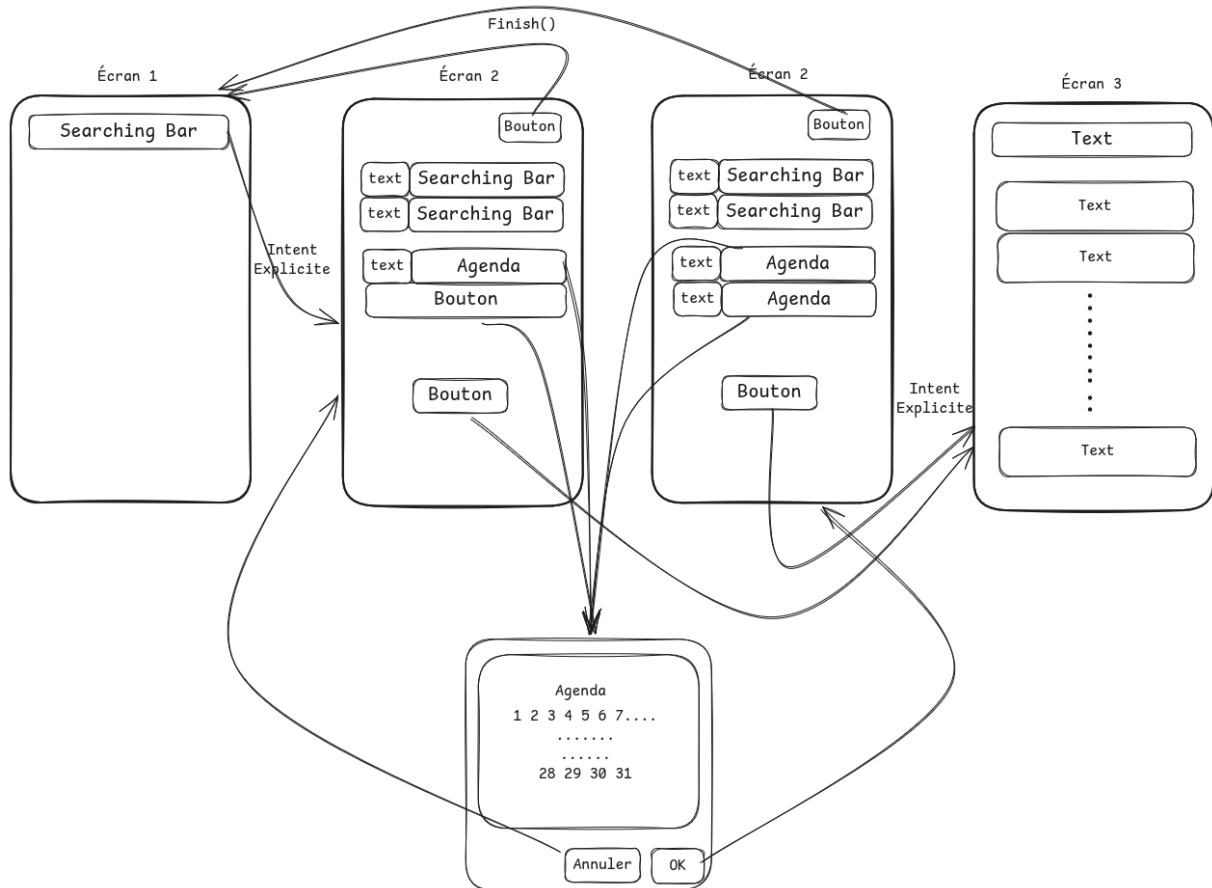 Finish()
Écran 1
Écran 2
Écran 2
Écran 3
Searching Bar
Intent
Explicite
Bouton
text
Searching Bar
text
Searching Bar
text
Agenda
Bouton
Bouton
Bouton
text
Searching Bar
text
Searching Bar
text
Agenda
text
Agenda
Bouton
Intent
Explicite
Text
Text
Text
Text
Agenda
1 2 3 4 5 6 7....
.......
......
28 29 30 31
Annuler
OK